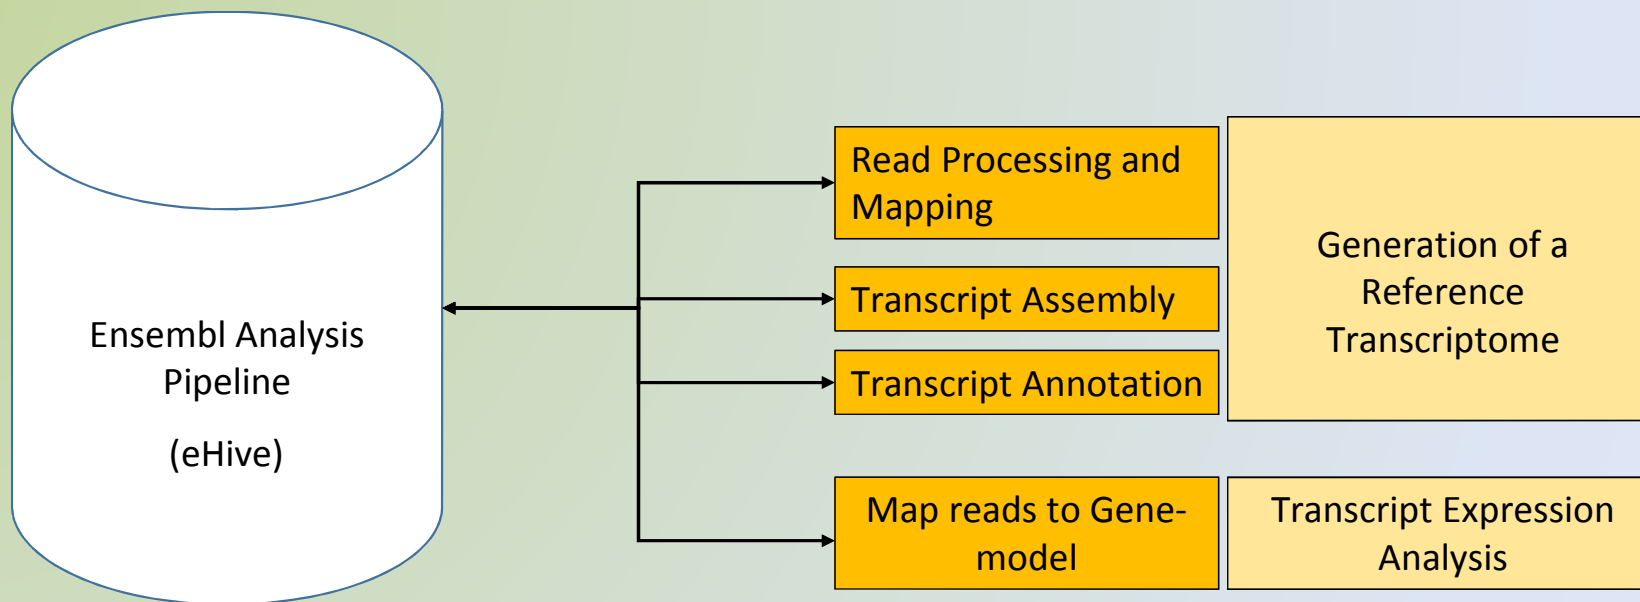 Ensembl Analysis
Pipeline
(eHive)
Read Processing and
Mapping
Transcript Assembly
Transcript Annotation
Generation of a
Reference
Transcriptome
Map reads to Gene-
model
Transcript Expression
Analysis